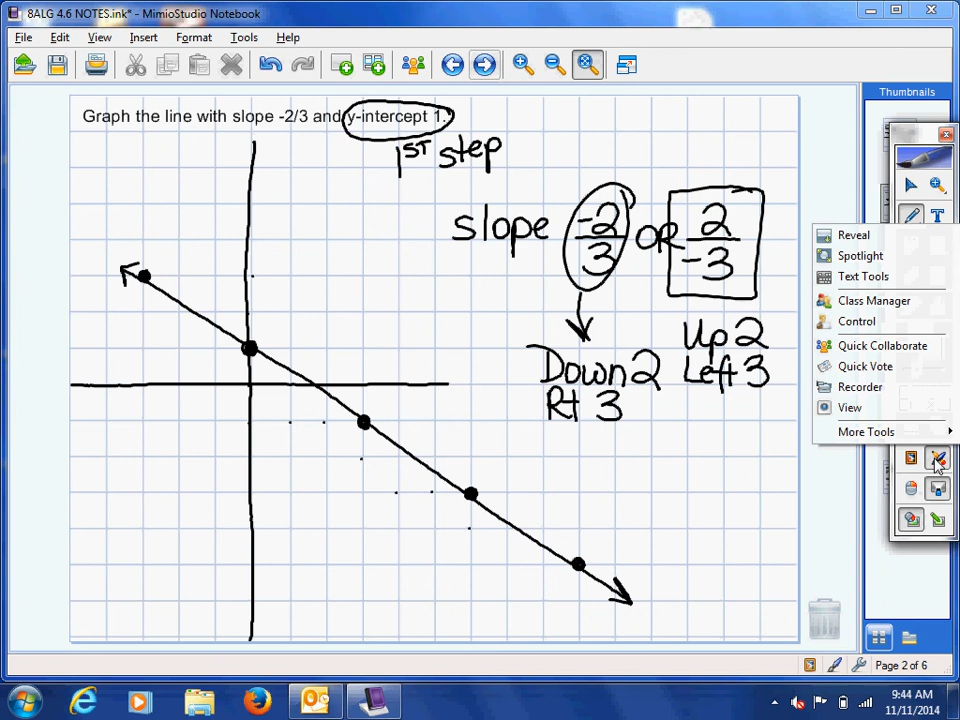 8ALG 4.6 NOTES.ink* - MimioStudio Notebook
File Edit View Insert Format Tools Help
Thumbnails
Graph the line with slope -2/3 and y-intercept 1.
1ST step
slope -2/3 OR 2/-3
Down 2
Rt 3
Up 2
Left 3
Reveal
Spotlight
Text Tools
Class Manager
Control
Quick Collaborate
Quick Vote
Recorder
View
More Tools
Page 2 of 6
9:44 AM
11/11/2014